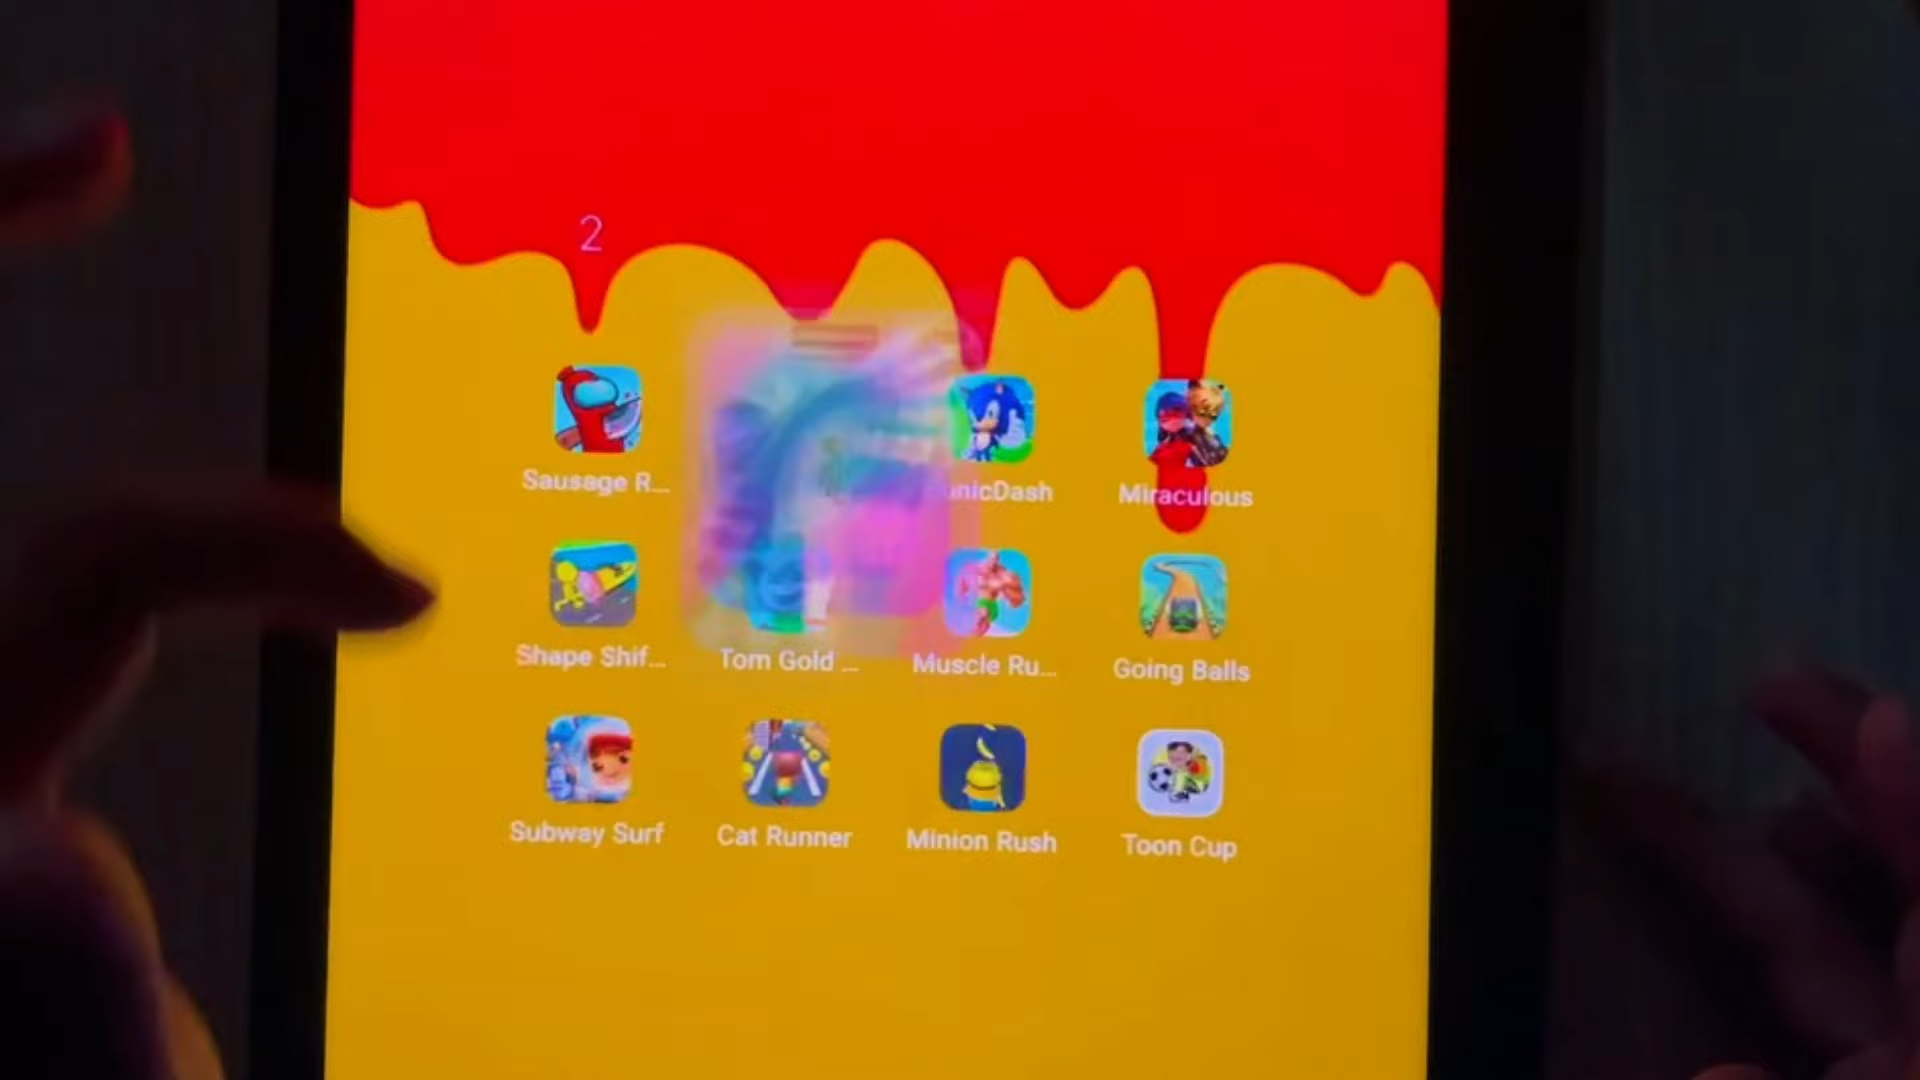 2
Sausage R...
Miraculous
Shape Shif...
Tom Gold ...
Muscle Ru...
Going Balls
Subway Surf
Cat Runner
Minion Rush
Toon Cup